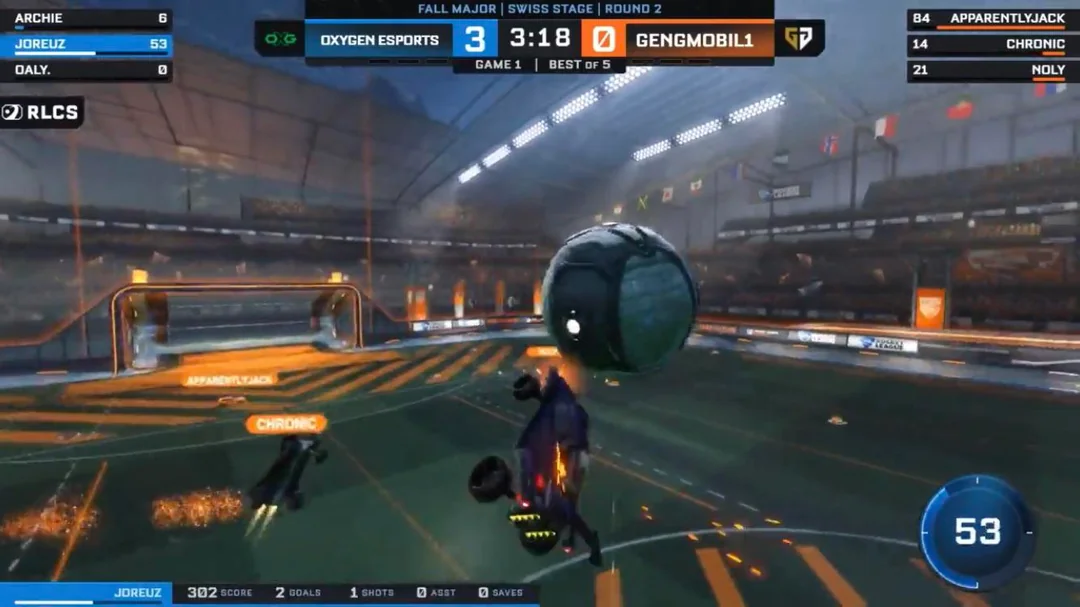 FALL MAJOR | SWISS STAGE | ROUND 2
ARCHIE 6
JOREUZ 53
OALY. 0
OXG OXYGEN ESPORTS 3 3:18 0 GENGMOBIL1
GAME 1 | BEST OF 5
84 APPARENTLYJACK
14 CHRONIC
21 NOLY
RLCS
APPARENTLYJACK
CHRONIC
53
JOREUZ 302 SCORE 2 GOALS 1 SHOTS 0 ASST 0 SAVES